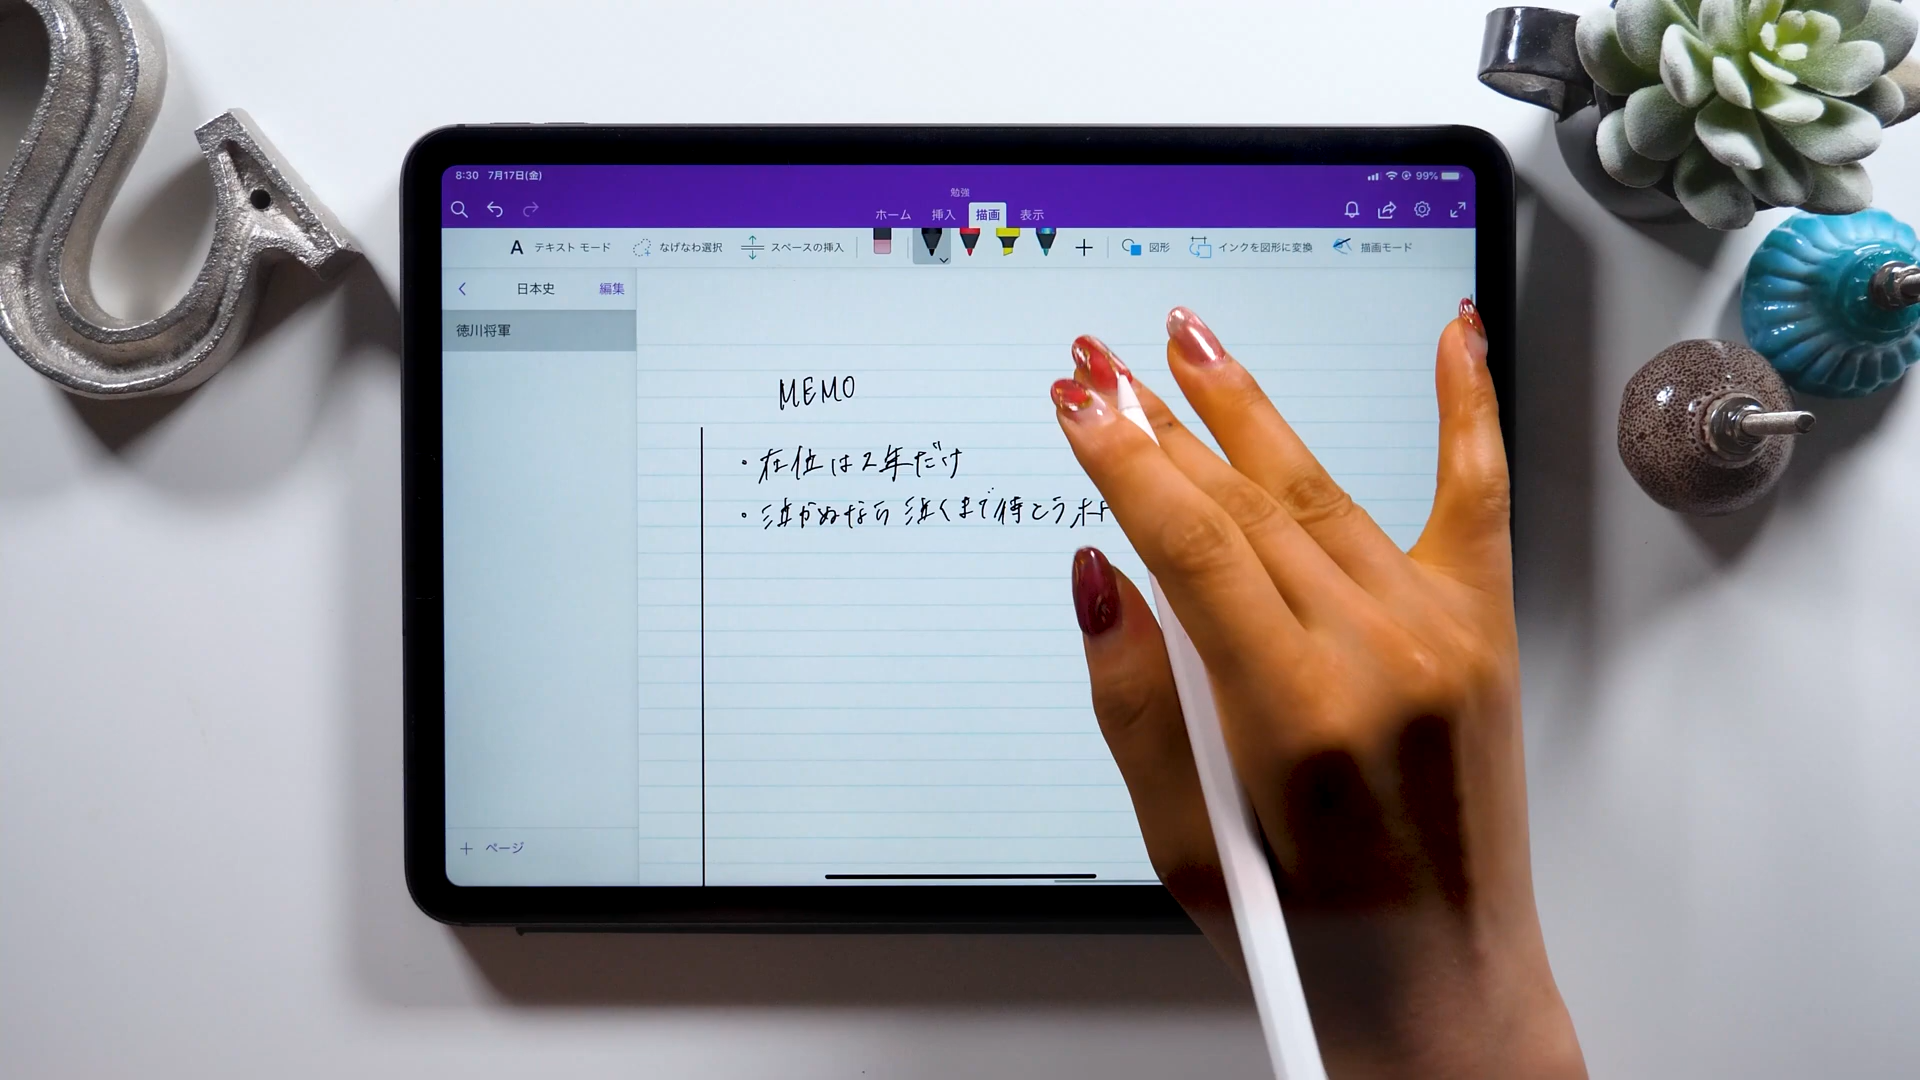 8:30 7月17日(金)
99%
勉強
ホーム 挿入 描画 表示
A テキスト モード なげなわ選択 スペースの挿入 図形 インクを図形に変換 描画モード
日本史 編集
徳川将軍
MEMO
・在位は2年だけ
・泣かぬなら 泣くまで待とう ホト
+ ページ